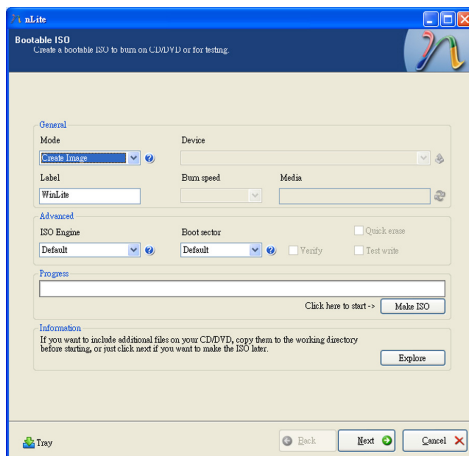 nLite
Bootable ISO
Create a bootable ISO to burn on CD/DVD or for testing.
General
Mode
Device
Create Image
Label
Burn speed
Media
WinLite
Advanced
ISO Engine
Boot sector
Quick erase
Default
Default
Verify
Test write
Progress
Click here to start ->
Make ISO
Information
If you want to include additional files on your CD/DVD, copy them to the working directory
before starting, or just click next if you want to make the ISO later.
Explore
Tray
Back
Next
Cancel